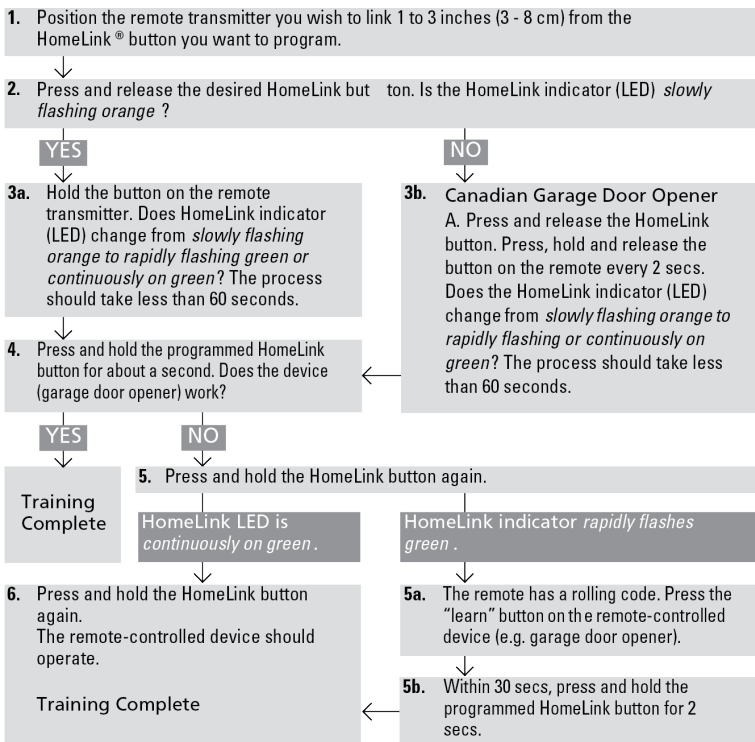 1. Position the remote transmitter you wish to link 1 to 3 inches (3 - 8 cm) from the
HomeLink ® button you want to program.
2. Press and release the desired HomeLink but ton. Is the HomeLink indicator (LED) slowly
flashing orange ?
YES
NO
3a. Hold the button on the remote
transmitter. Does HomeLink indicator
(LED) change from slowly flashing
orange to rapidly flashing green or
continuously on green? The process
should take less than 60 seconds.
3b. Canadian Garage Door Opener
A. Press and release the HomeLink
button. Press, hold and release the
button on the remote every 2 secs.
Does the HomeLink indicator (LED)
change from slowly flashing orange to
rapidly flashing or continuously on
green? The process should take less
than 60 seconds.
4. Press and hold the programmed HomeLink
button for about a second. Does the device
(garage door opener) work?
YES
NO
Training
Complete
5. Press and hold the HomeLink button again.
HomeLink LED is
continuously on green .
HomeLink indicator rapidly flashes
green .
6. Press and hold the HomeLink button
again.
The remote-controlled device should
operate.
Training Complete
5a. The remote has a rolling code. Press the
“learn” button on the remote-controlled
device (e.g. garage door opener).
5b. Within 30 secs, press and hold the
programmed HomeLink button for 2
secs.